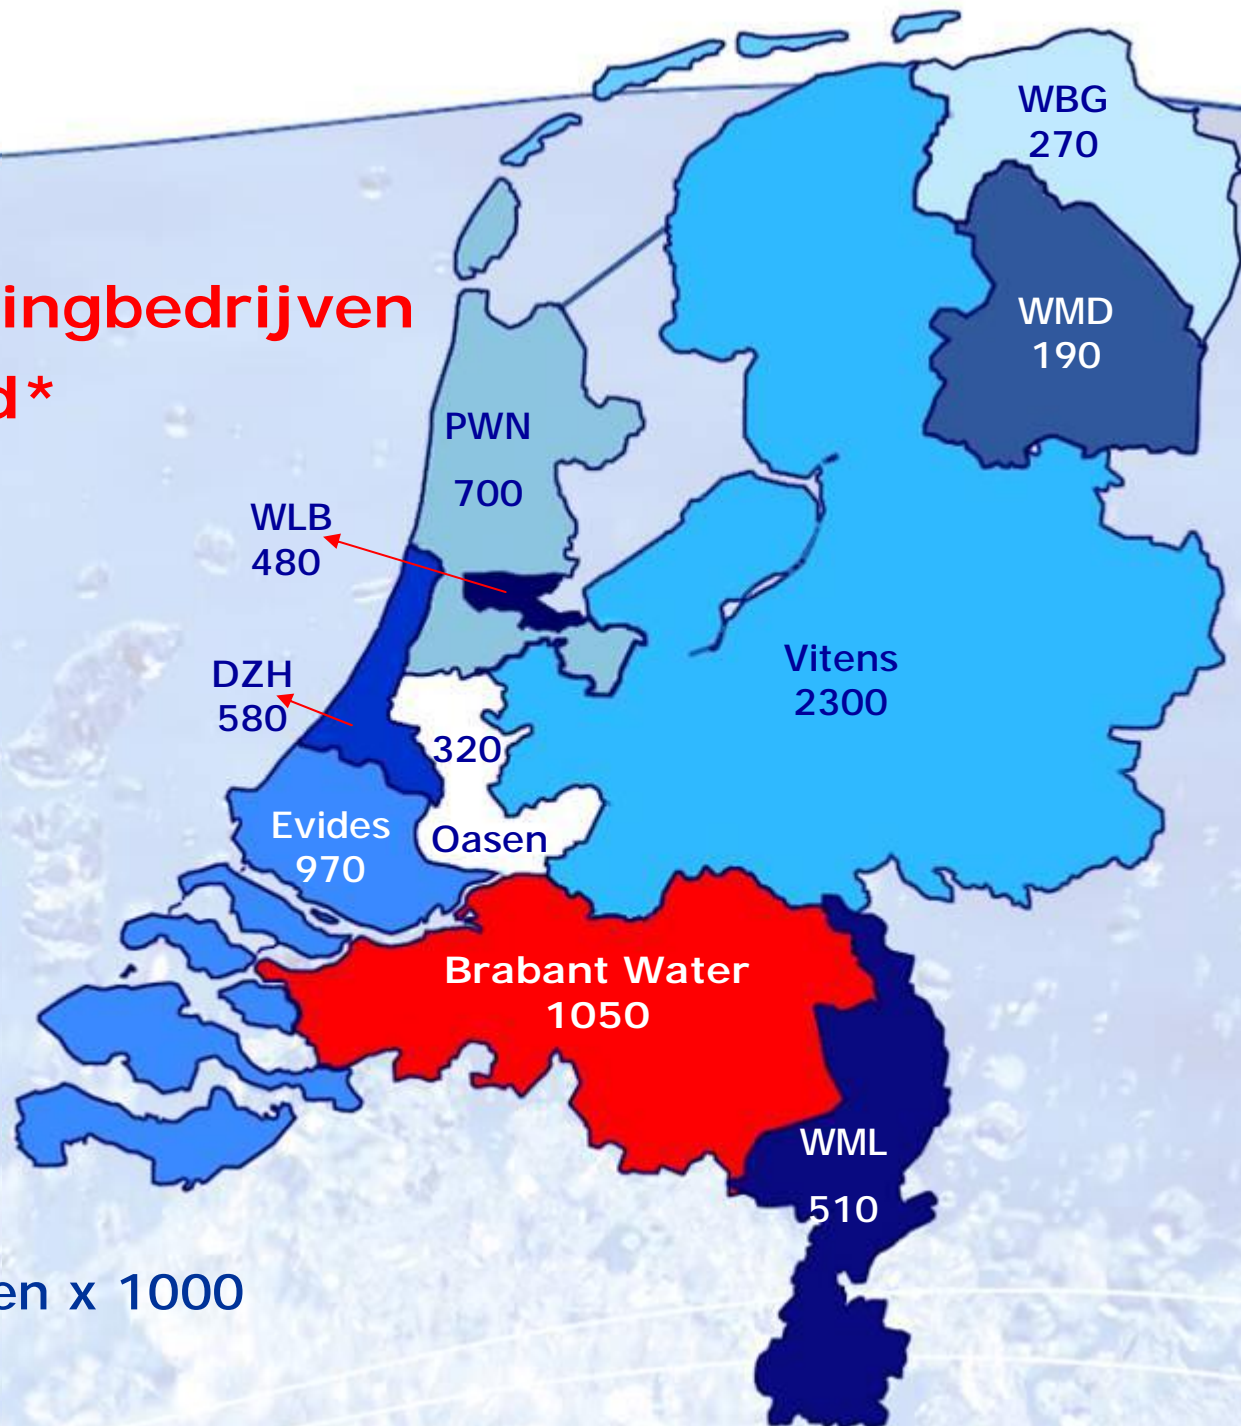 WBG
270
ingbedrijven
d*
WMD
190
PWN
700
WLB
480
Vitens
2300
DZH
580
320
Oasen
Evides
970
Brabant Water
1050
WML
510
en x 1000